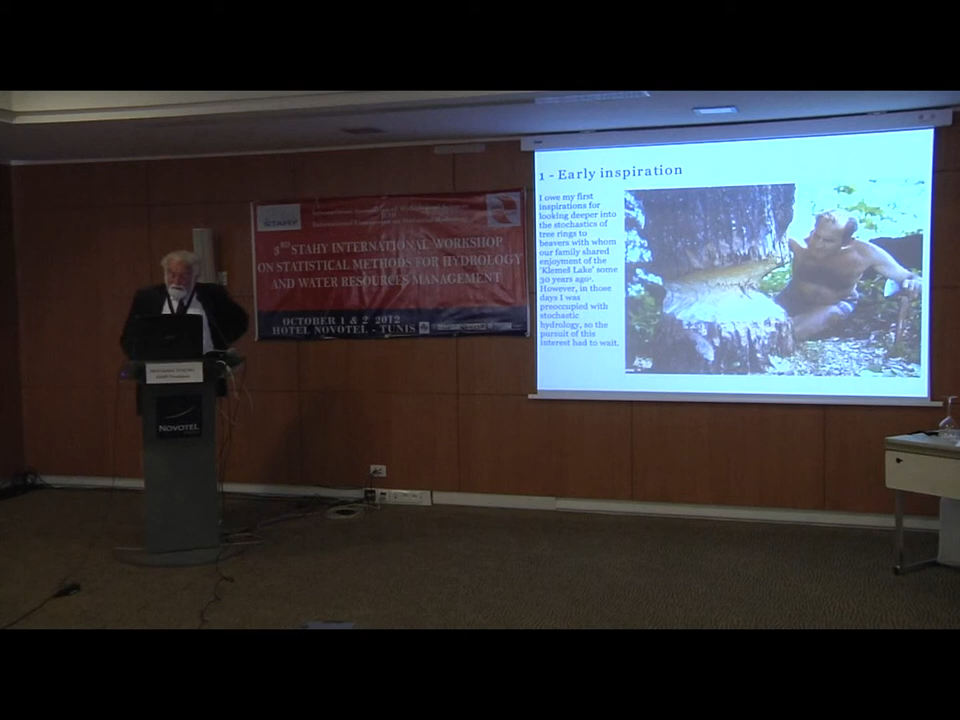 STAHY
3RD STAHY INTERNATIONAL WORKSHOP
ON STATISTICAL METHODS FOR HYDROLOGY
AND WATER RESOURCES MANAGEMENT
OCTOBER 1 & 2 2012
HOTEL NOVOTEL - TUNIS
NOVOTEL
1 - Early inspiration
I owe my first
inspirations for
looking deeper into
the stochastics of
tree rings to
beavers with whom
our family shared
enjoyment of the
'Klemeš Lake' some
30 years ago
However, in those
days I was
preoccupied with
stochastic
hydrology, so the
pursuit of this
interest had to wait.